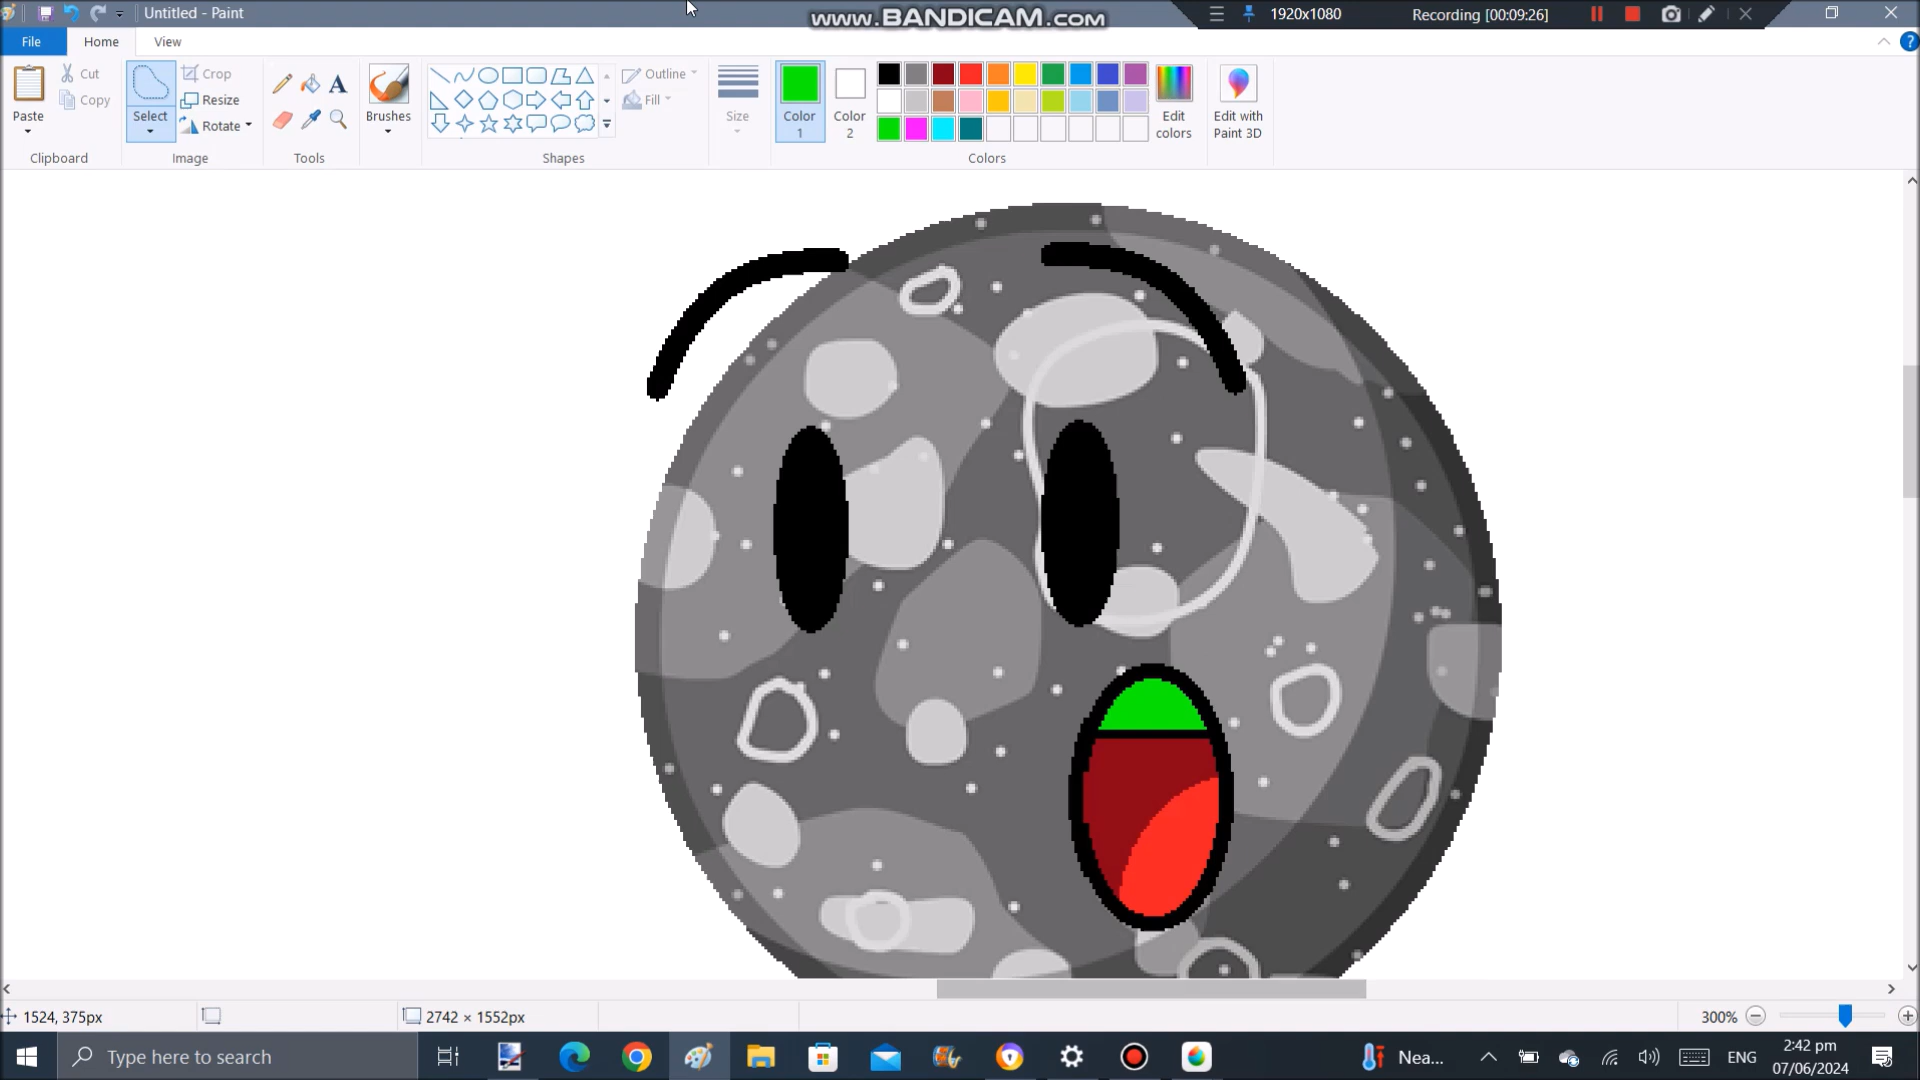 Untitled - Paint
www.BANDICAM.com
1920x1080
Recording [00:09:26]
File
Home
View
Paste
Cut
Copy
Clipboard
Select
Crop
Resize
Rotate
Image
A
Tools
Brushes
Outline
Fill
Shapes
Size
Color 1
Color 2
Edit colors
Colors
Edit with Paint 3D
1524, 375px
2742 × 1552px
300%
Type here to search
Nea...
ENG
2:42 pm
07/06/2024